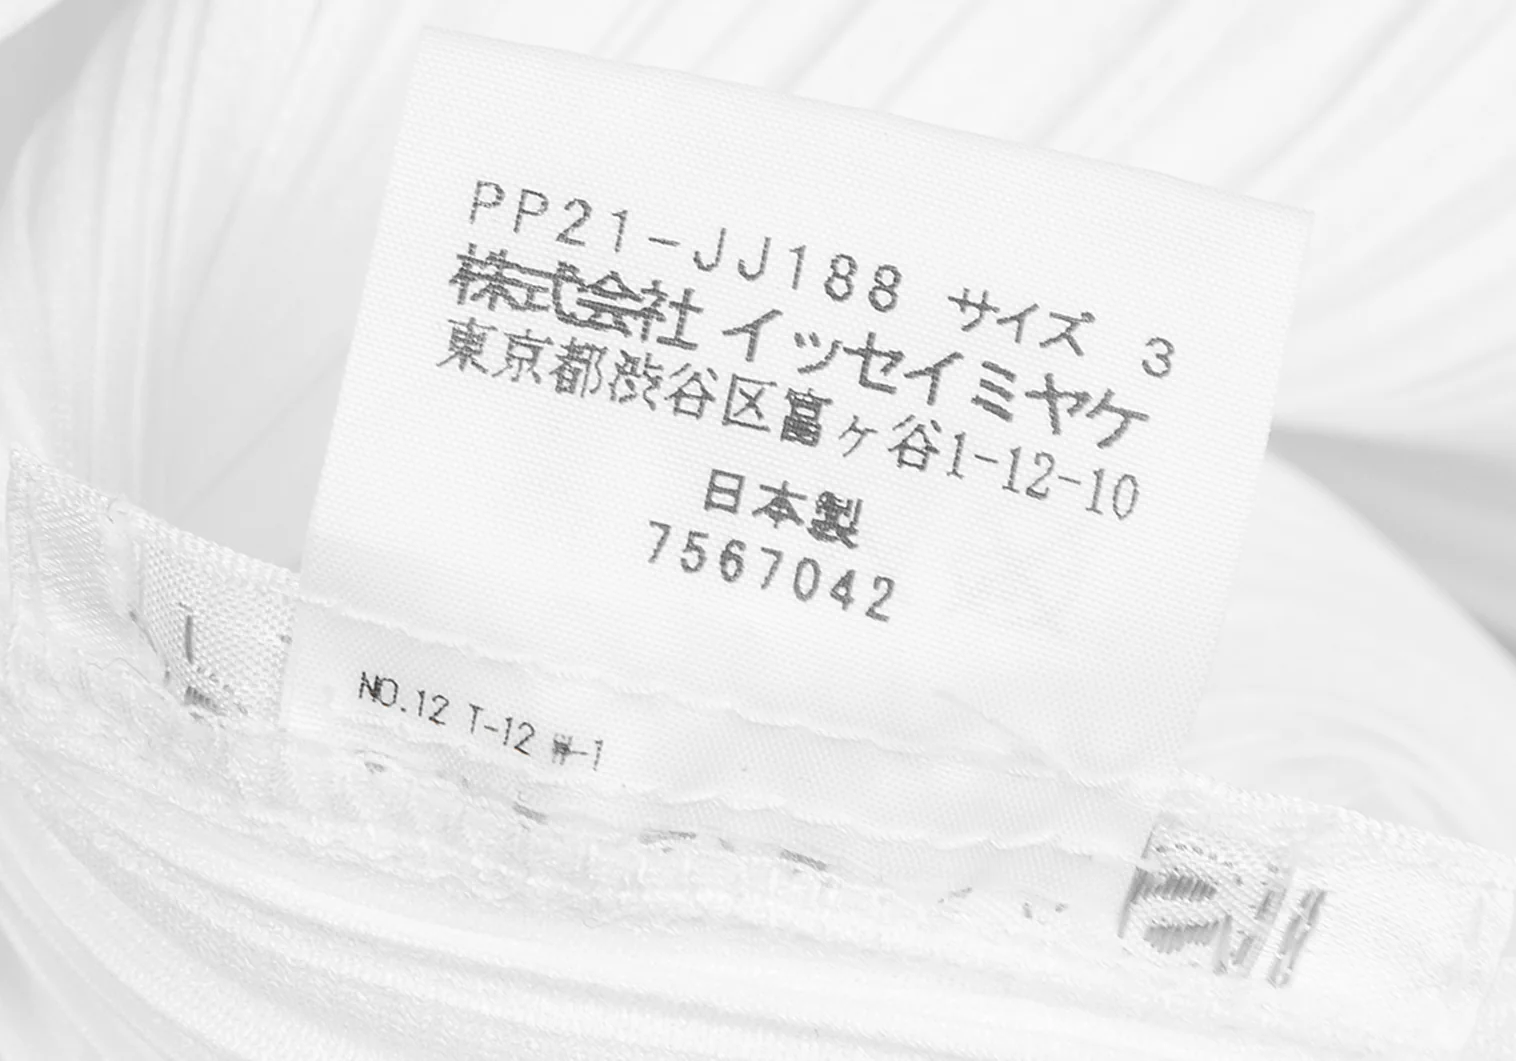 PP21-JJ188 サイズ 3
株式会社 イッセイミヤケ
東京都渋谷区富ヶ谷1-12-10
日本製
7567042
NO.12 T-12 W-1